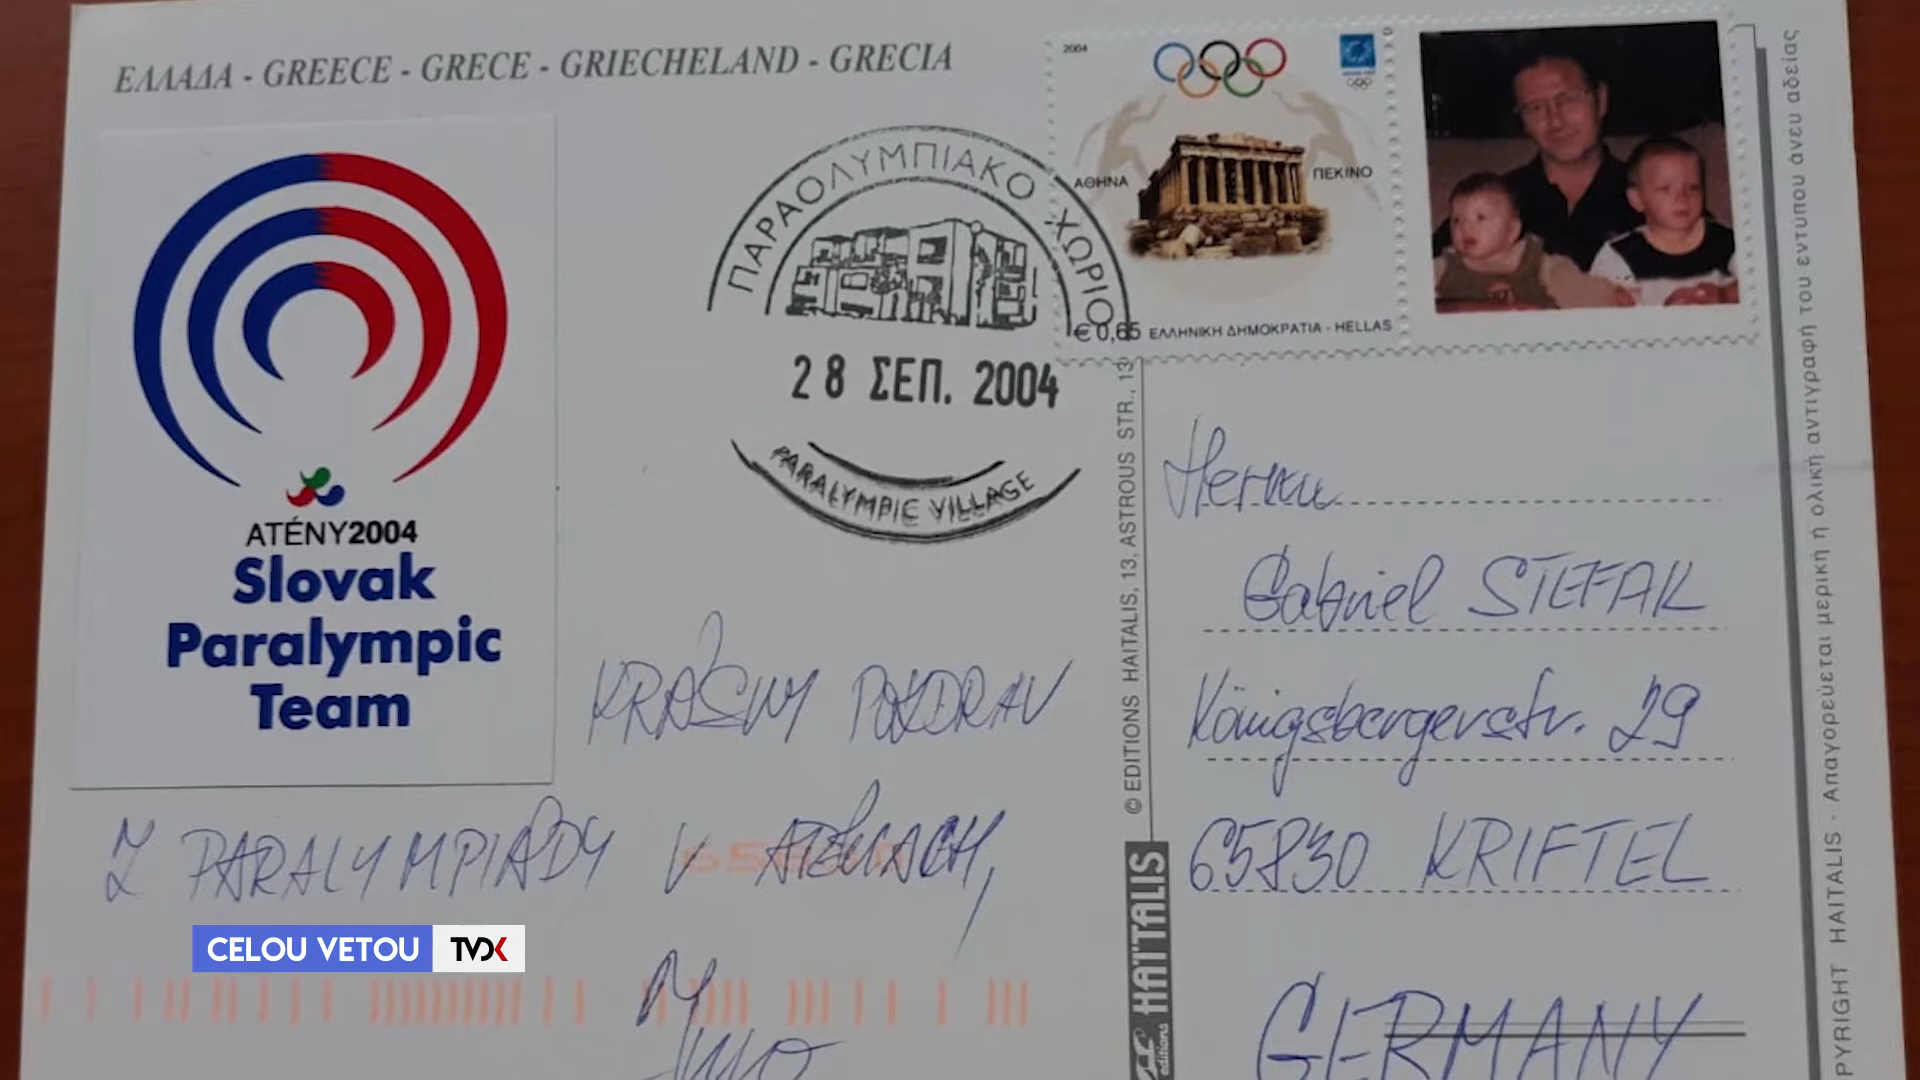 ΕΛΛΑΔΑ - GREECE - GRECE - GRIECHELAND - GRECIA
ATÉNY2004
Slovak
Paralympic
Team
ΠΑΡΑΟΛΥΜΠΙΑΚΟ ΧΩΡΙΟ
28 ΣΕΠ. 2004
PARALYMPIC VILLAGE
2004
ΑΘΗΝΑ
ΠΕΚΙΝΟ
€0,65 ΕΛΛΗΝΙΚΗ ΔΗΜΟΚΡΑΤΙΑ - HELLAS
KRÁSNY POZDRAV
Z PARALYMPIÁDY V ATÉNACH,
Herrn
Gabriel STEFAK
Königsbergerstr. 29
65830 KRIFTEL
GERMANY
© EDITIONS HAITALIS, 13, ASTROUS STR., 13
HAITALIS
editions
PYRIGHT HAITALIS - Απαγορεύεται μερική ή ολική αντιγραφή του εντύπου άνευ αδείας
CELOU VETOU
TVDK